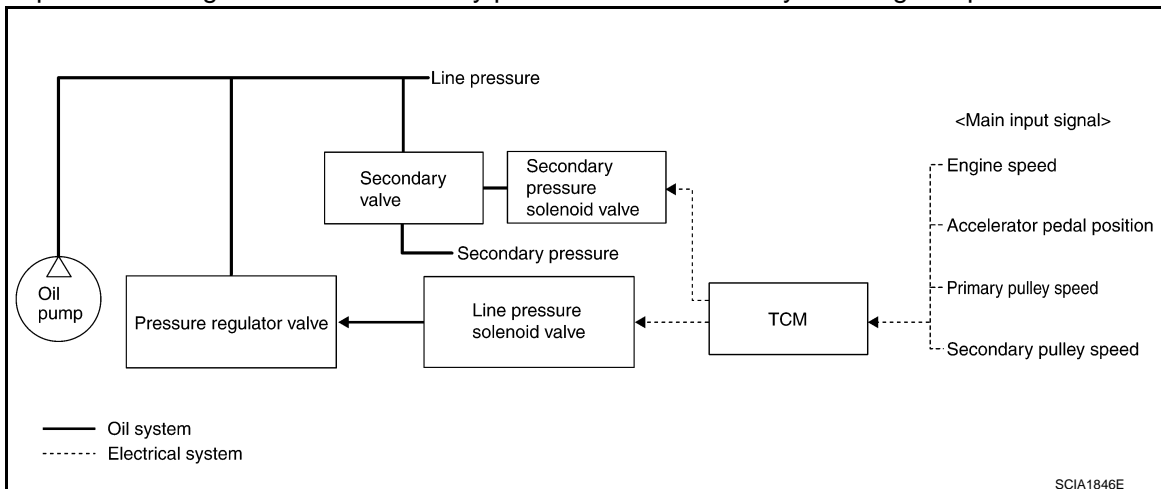 Line pressure
<Main input signal>
Secondary
valve
Secondary
pressure
solenoid valve
Engine speed
Accelerator pedal position
Secondary pressure
Oil
pump
Pressure regulator valve
Line pressure
solenoid valve
TCM
Primary pulley speed
Secondary pulley speed
Oil system
Electrical system
SCIA1846E